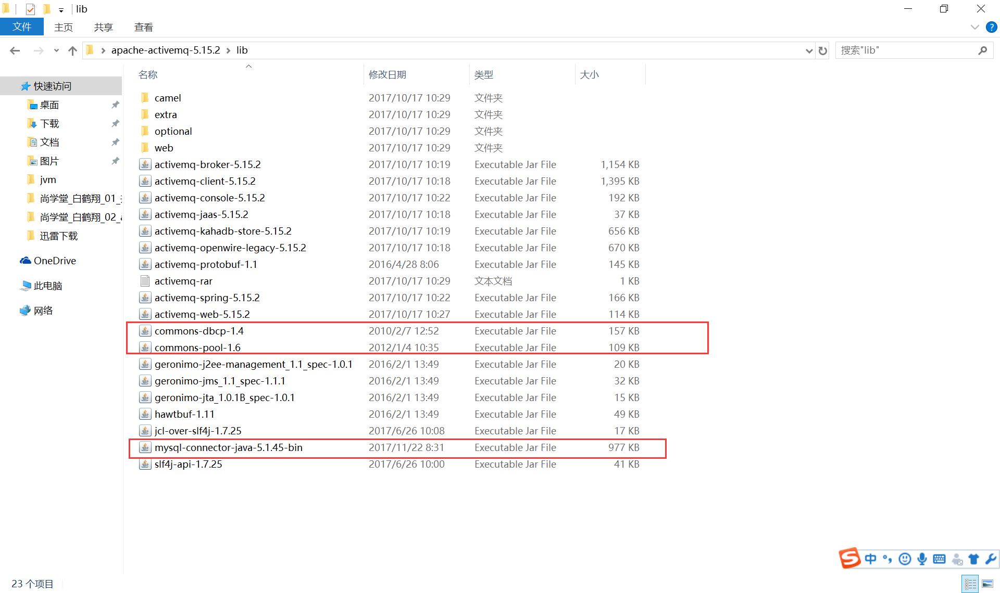 lib
文件 主页 共享 查看
apache-activemq-5.15.2 lib 搜索"lib"
名称 修改日期 类型 大小
快速访问
桌面
下载
文档
图片
jvm
尚学堂_白鹤翔_01_
尚学堂_白鹤翔_02_a
迅雷下载
OneDrive
此电脑
网络
camel 2017/10/17 10:29 文件夹
extra 2017/10/17 10:29 文件夹
optional 2017/10/17 10:29 文件夹
web 2017/10/17 10:29 文件夹
activemq-broker-5.15.2 2017/10/17 10:19 Executable Jar File 1,154 KB
activemq-client-5.15.2 2017/10/17 10:18 Executable Jar File 1,395 KB
activemq-console-5.15.2 2017/10/17 10:22 Executable Jar File 192 KB
activemq-jaas-5.15.2 2017/10/17 10:18 Executable Jar File 37 KB
activemq-kahadb-store-5.15.2 2017/10/17 10:19 Executable Jar File 656 KB
activemq-openwire-legacy-5.15.2 2017/10/17 10:18 Executable Jar File 670 KB
activemq-protobuf-1.1 2016/4/28 8:06 Executable Jar File 145 KB
activemq-rar 2017/10/17 10:29 文本文档 1 KB
activemq-spring-5.15.2 2017/10/17 10:22 Executable Jar File 166 KB
activemq-web-5.15.2 2017/10/17 10:27 Executable Jar File 114 KB
commons-dbcp-1.4 2010/2/7 12:52 Executable Jar File 157 KB
commons-pool-1.6 2012/1/4 10:35 Executable Jar File 109 KB
geronimo-j2ee-management_1.1_spec-1.0.1 2016/2/1 13:49 Executable Jar File 20 KB
geronimo-jms_1.1_spec-1.1.1 2016/2/1 13:49 Executable Jar File 32 KB
geronimo-jta_1.0.1B_spec-1.0.1 2016/2/1 13:49 Executable Jar File 15 KB
hawtbuf-1.11 2016/2/1 13:49 Executable Jar File 49 KB
jcl-over-slf4j-1.7.25 2017/6/26 10:08 Executable Jar File 17 KB
mysql-connector-java-5.1.45-bin 2017/11/22 8:31 Executable Jar File 977 KB
slf4j-api-1.7.25 2017/6/26 10:00 Executable Jar File 41 KB
中
23 个项目